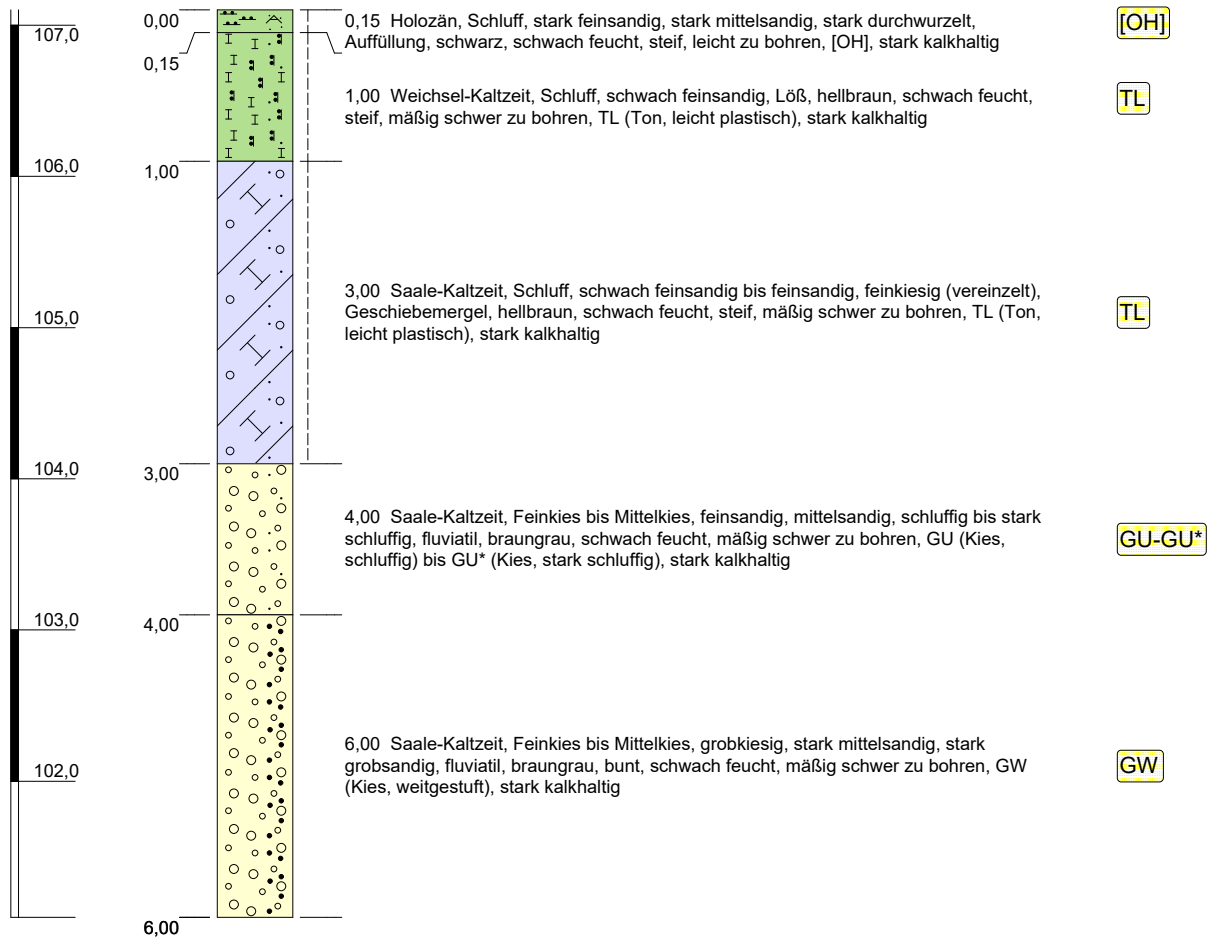 0,00
0,15 Holozän, Schluff, stark feinsandig, stark mittelsandig, stark durchwurzelt,
Auffüllung, schwarz, schwach feucht, steif, leicht zu bohren, [OH], stark kalkhaltig
[OH]
107,0
0,15
1,00 Weichsel-Kaltzeit, Schluff, schwach feinsandig, Löß, hellbraun, schwach feucht,
steif, mäßig schwer zu bohren, TL (Ton, leicht plastisch), stark kalkhaltig
TL
106,0
1,00
3,00 Saale-Kaltzeit, Schluff, schwach feinsandig bis feinsandig, feinkiesig (vereinzelt),
Geschiebemergel, hellbraun, schwach feucht, steif, mäßig schwer zu bohren, TL (Ton,
leicht plastisch), stark kalkhaltig
TL
105,0
104,0
3,00
4,00 Saale-Kaltzeit, Feinkies bis Mittelkies, feinsandig, mittelsandig, schluffig bis stark
schluffig, fluviatil, braungrau, schwach feucht, mäßig schwer zu bohren, GU (Kies,
schluffig) bis GU* (Kies, stark schluffig), stark kalkhaltig
GU-GU*
103,0
4,00
6,00 Saale-Kaltzeit, Feinkies bis Mittelkies, grobkiesig, stark mittelsandig, stark
grobsandig, fluviatil, braungrau, bunt, schwach feucht, mäßig schwer zu bohren, GW
(Kies, weitgestuft), stark kalkhaltig
GW
102,0
6,00